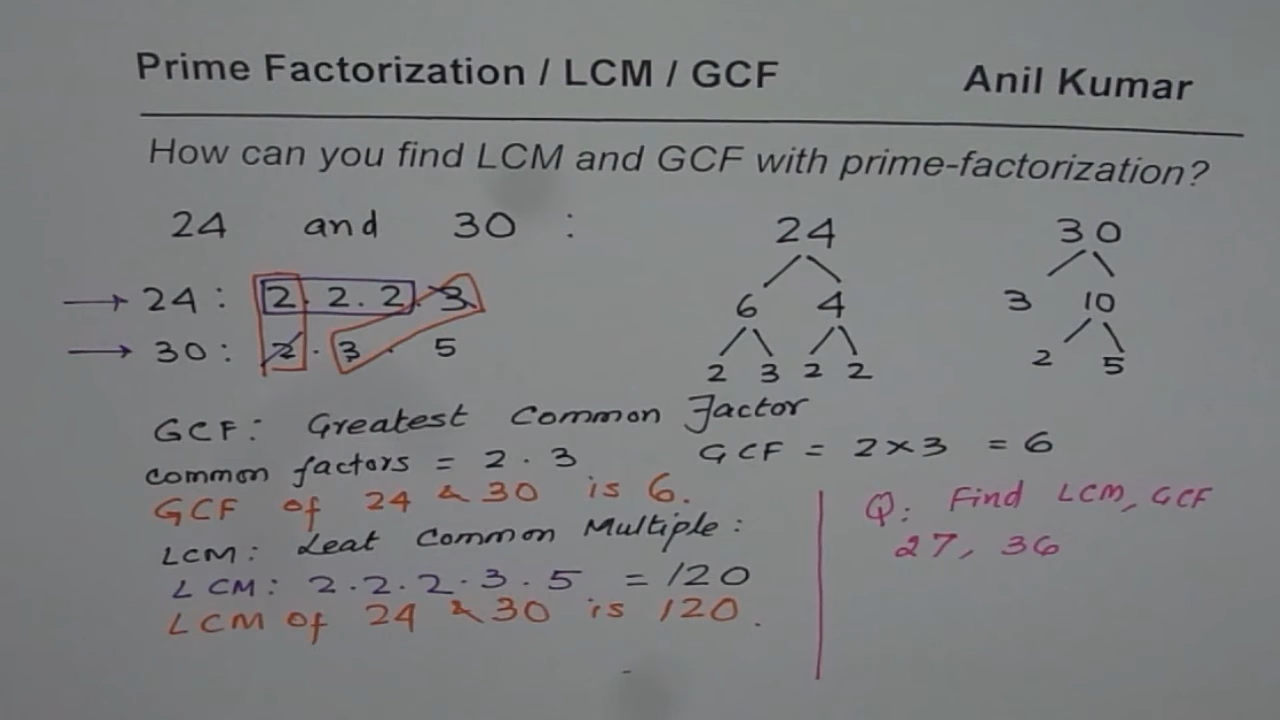 Prime Factorization / LCM / GCF Anil Kumar
How can you find LCM and GCF with prime-factorization?
24 and 30 :
→ 24 : 2 . 2 . 2 . 3
→ 30 : 2 . 3 . 5
24
6 4
2 3 2 2
30
3 10
2 5
GCF : Greatest Common Factor
common factors = 2 . 3
GCF = 2 × 3 = 6
GCF of 24 & 30 is 6.
LCM : Leat Common Multiple :
LCM : 2 . 2 . 2 . 3 . 5 = 120
LCM of 24 & 30 is 120 .
Q: Find LCM, GCF
27, 36